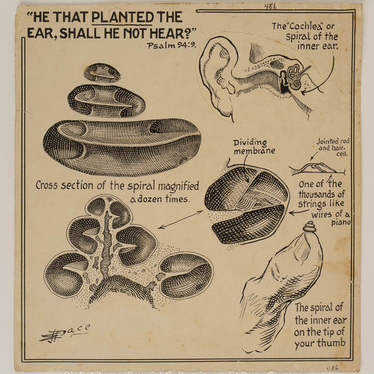 481
"HE THAT PLANTED THE
EAR, SHALL HE NOT HEAR?"
Psalm 94:9.
The "Cochlea" or
Spiral of the
inner ear.
Dividing
membrane
Jointed rod
and hair-
cell.
Cross section of the spiral magnified
a dozen times.
One of the
thousands of
strings like
wires of a
piano
The spiral of
the inner ear
on the tip of
your thumb
EJPace